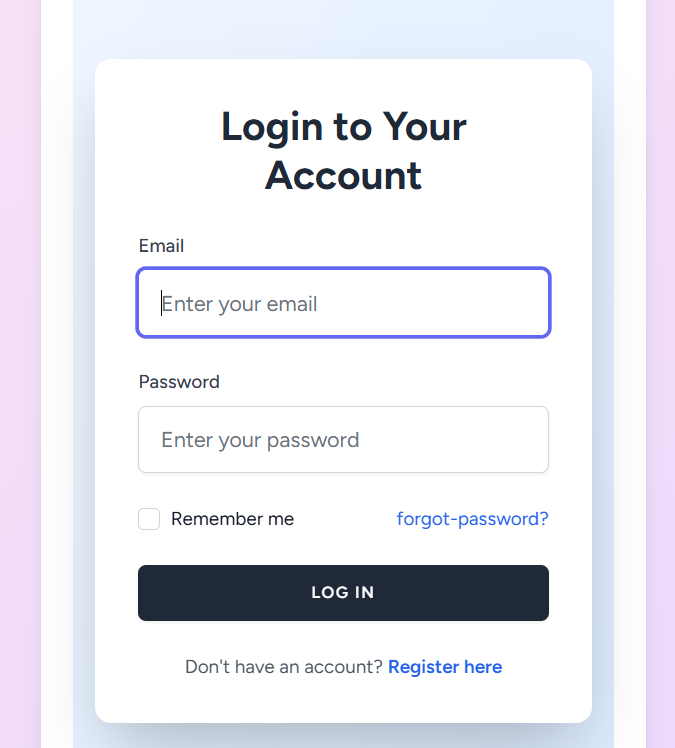 Login to Your
Account
Email
Enter your email
Password
Enter your password
Remember me forgot-password?
LOG IN
Don't have an account? Register here